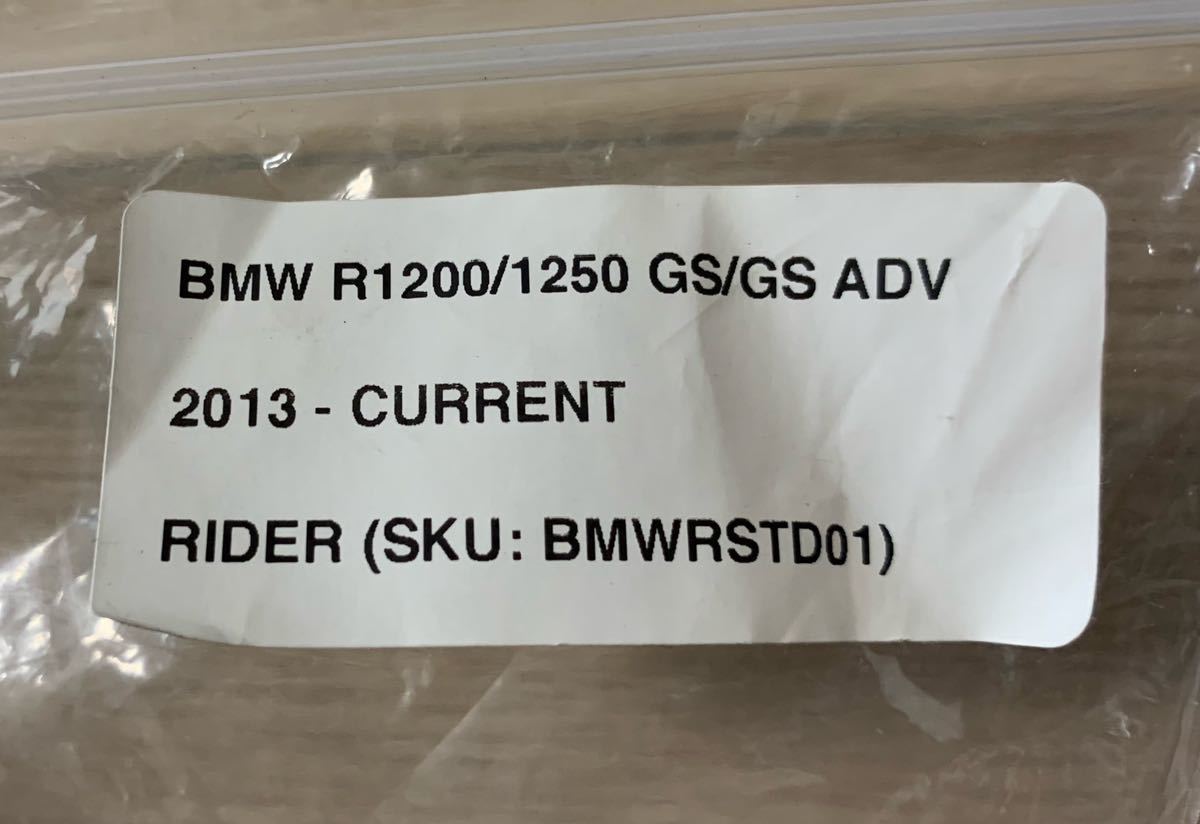 BMW R1200/1250 GS/GS ADV
2013 - CURRENT
RIDER (SKU: BMWRSTD01)